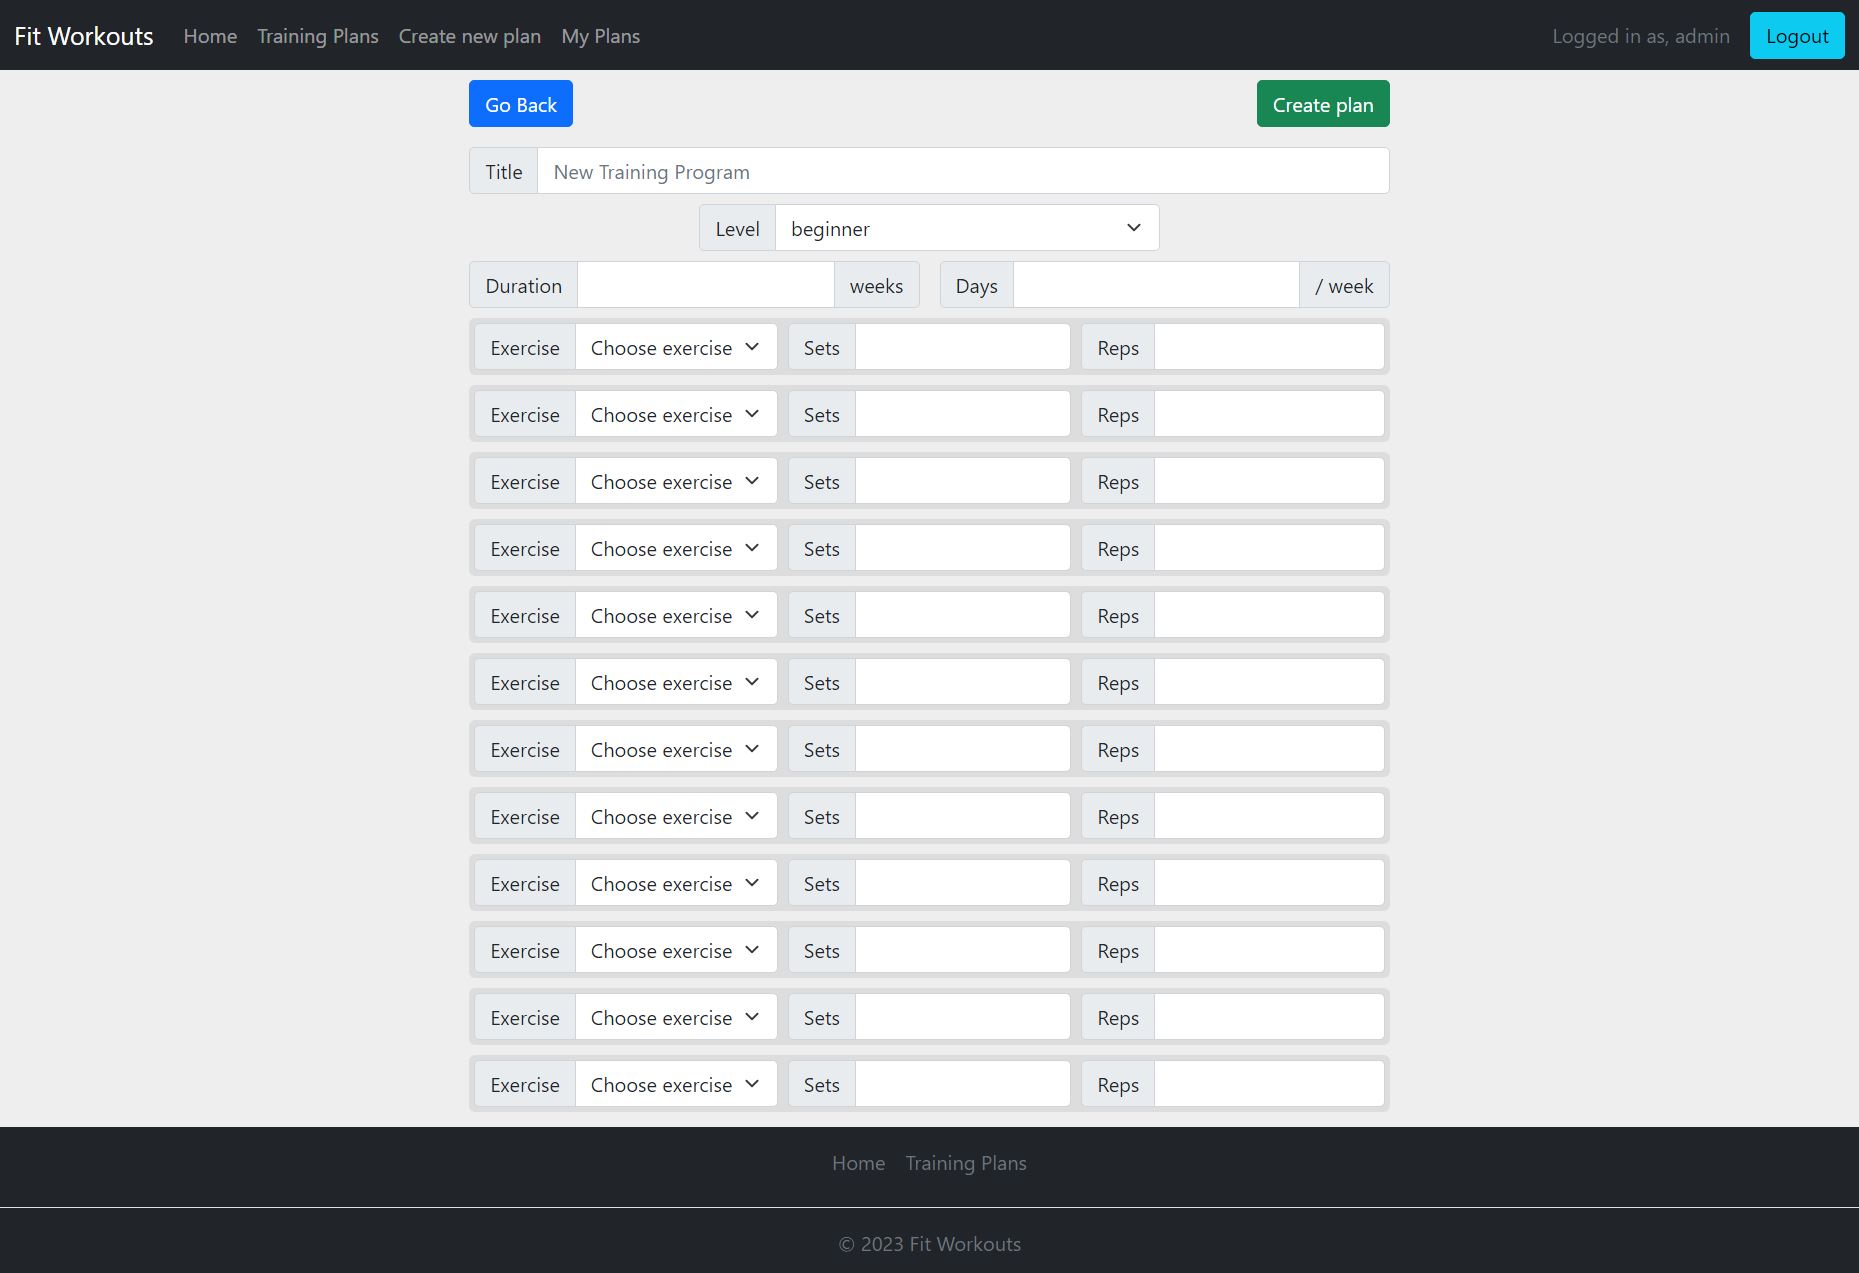 Fit Workouts Home Training Plans Create new plan My Plans Logged in as, admin Logout
Go Back Create plan
Title New Training Program
Level beginner
Duration weeks Days / week
Exercise Choose exercise Sets Reps
Exercise Choose exercise Sets Reps
Exercise Choose exercise Sets Reps
Exercise Choose exercise Sets Reps
Exercise Choose exercise Sets Reps
Exercise Choose exercise Sets Reps
Exercise Choose exercise Sets Reps
Exercise Choose exercise Sets Reps
Exercise Choose exercise Sets Reps
Exercise Choose exercise Sets Reps
Exercise Choose exercise Sets Reps
Exercise Choose exercise Sets Reps
Home Training Plans
© 2023 Fit Workouts